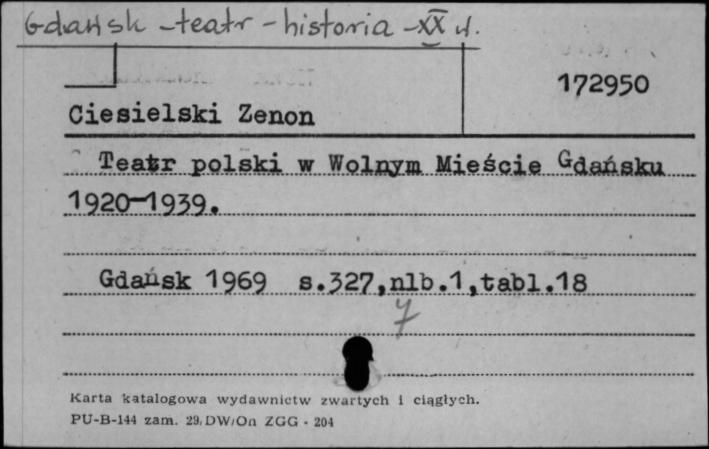 Gdańsk - teatr - historia - XX w.
172950
Ciesielski Zenon
Teatr polski w Wolnym Mieście Gdańsku
1920-1939.
Gdańsk 1969 s.327,nlb.1,tabl.18
7
Karta katalogowa wydawnictw zwartych i ciągłych.
PU-B-144 zam. 29/DW/On ZGG - 204